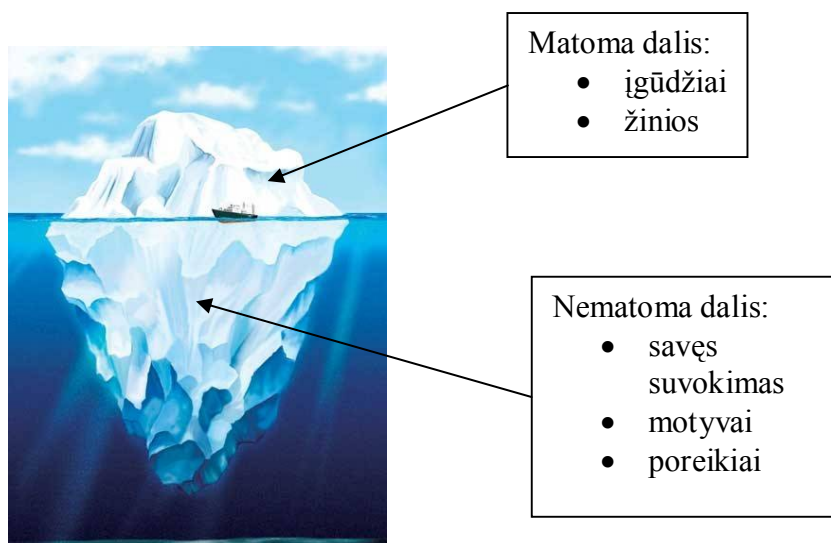 Matoma dalis:
• įgūdžiai
• žinios
Nematoma dalis:
• savęs
suvokimas
• motyvai
• poreikiai